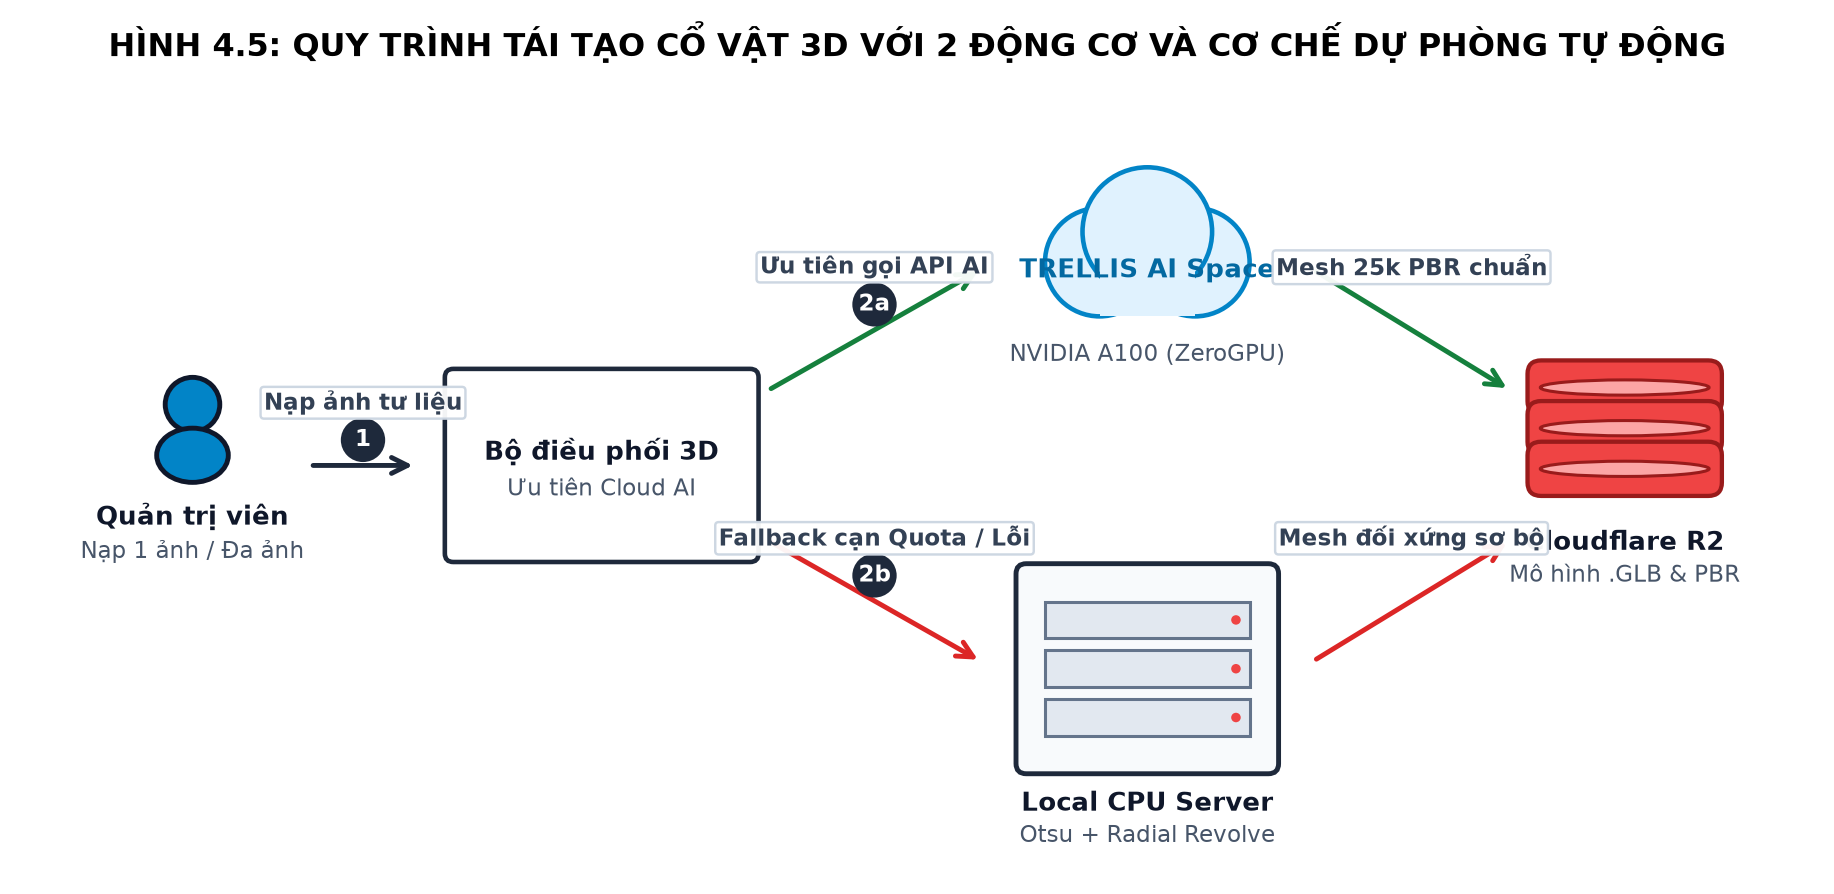 HÌNH 4.5: QUY TRÌNH TÁI TẠO CỔ VẬT 3D VỚI 2 ĐỘNG CƠ VÀ CƠ CHẾ DỰ PHÒNG TỰ ĐỘNG
Ưu tiên gọi API AI
2a
TRELLIS AI Space
Mesh 25k PBR chuẩn
NVIDIA A100 (ZeroGPU)
Nạp ảnh tư liệu
1
Bộ điều phối 3D
Ưu tiên Cloud AI
Quản trị viên
Nạp 1 ảnh / Đa ảnh
Fallback cạn Quota / Lỗi
2b
Mesh đối xứng sơ bộ
loudflare R2
Mô hình .GLB & PBR
Local CPU Server
Otsu + Radial Revolve